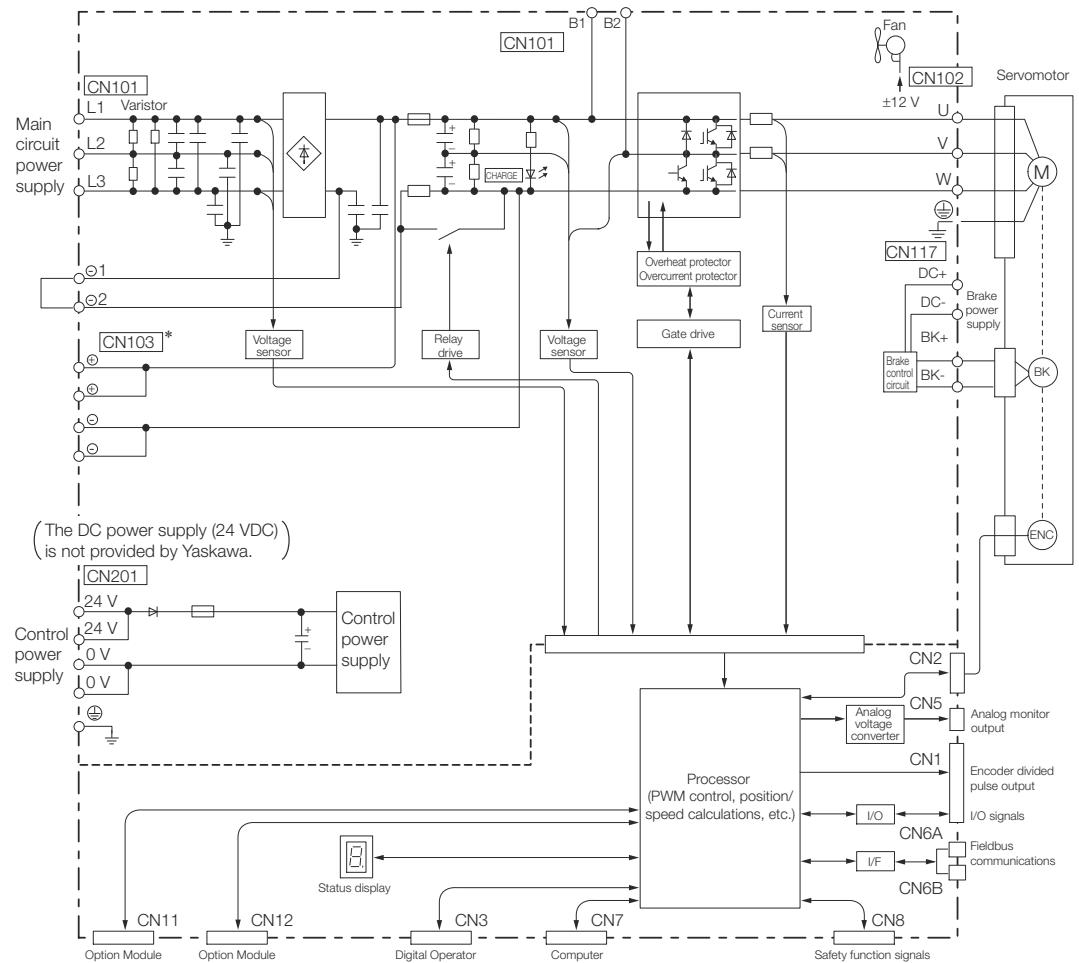 B1
B2
CN101
Fan
CN102
±12 V
Servomotor
CN101
L1
Varistor
U
Main
circuit
power
supply
L2
V
L3
CHARGE
W
M
CN117
⊖1
⊖2
Overheat protector
Overcurrent protector
DC+
DC-
Brake
power
supply
CN103 *
Voltage
sensor
Relay
drive
Voltage
sensor
Gate drive
Current
sensor
BK+
BK-
Brake
control
circuit
BK
⊕
⊕
⊖
⊖
(The DC power supply (24 VDC)
is not provided by Yaskawa.)
ENC
CN201
24 V
24 V
0 V
0 V
Control
power
supply
Control
power
supply
+
−
CN2
CN5
Analog
voltage
converter
Analog monitor
output
CN1
Encoder divided
pulse output
Processor
(PWM control, position/
speed calculations, etc.)
I/O
I/O signals
CN6A
Fieldbus
communications
I/F
CN6B
8.
Status display
CN11
CN12
CN3
CN7
CN8
Option Module
Option Module
Digital Operator
Computer
Safety function signals